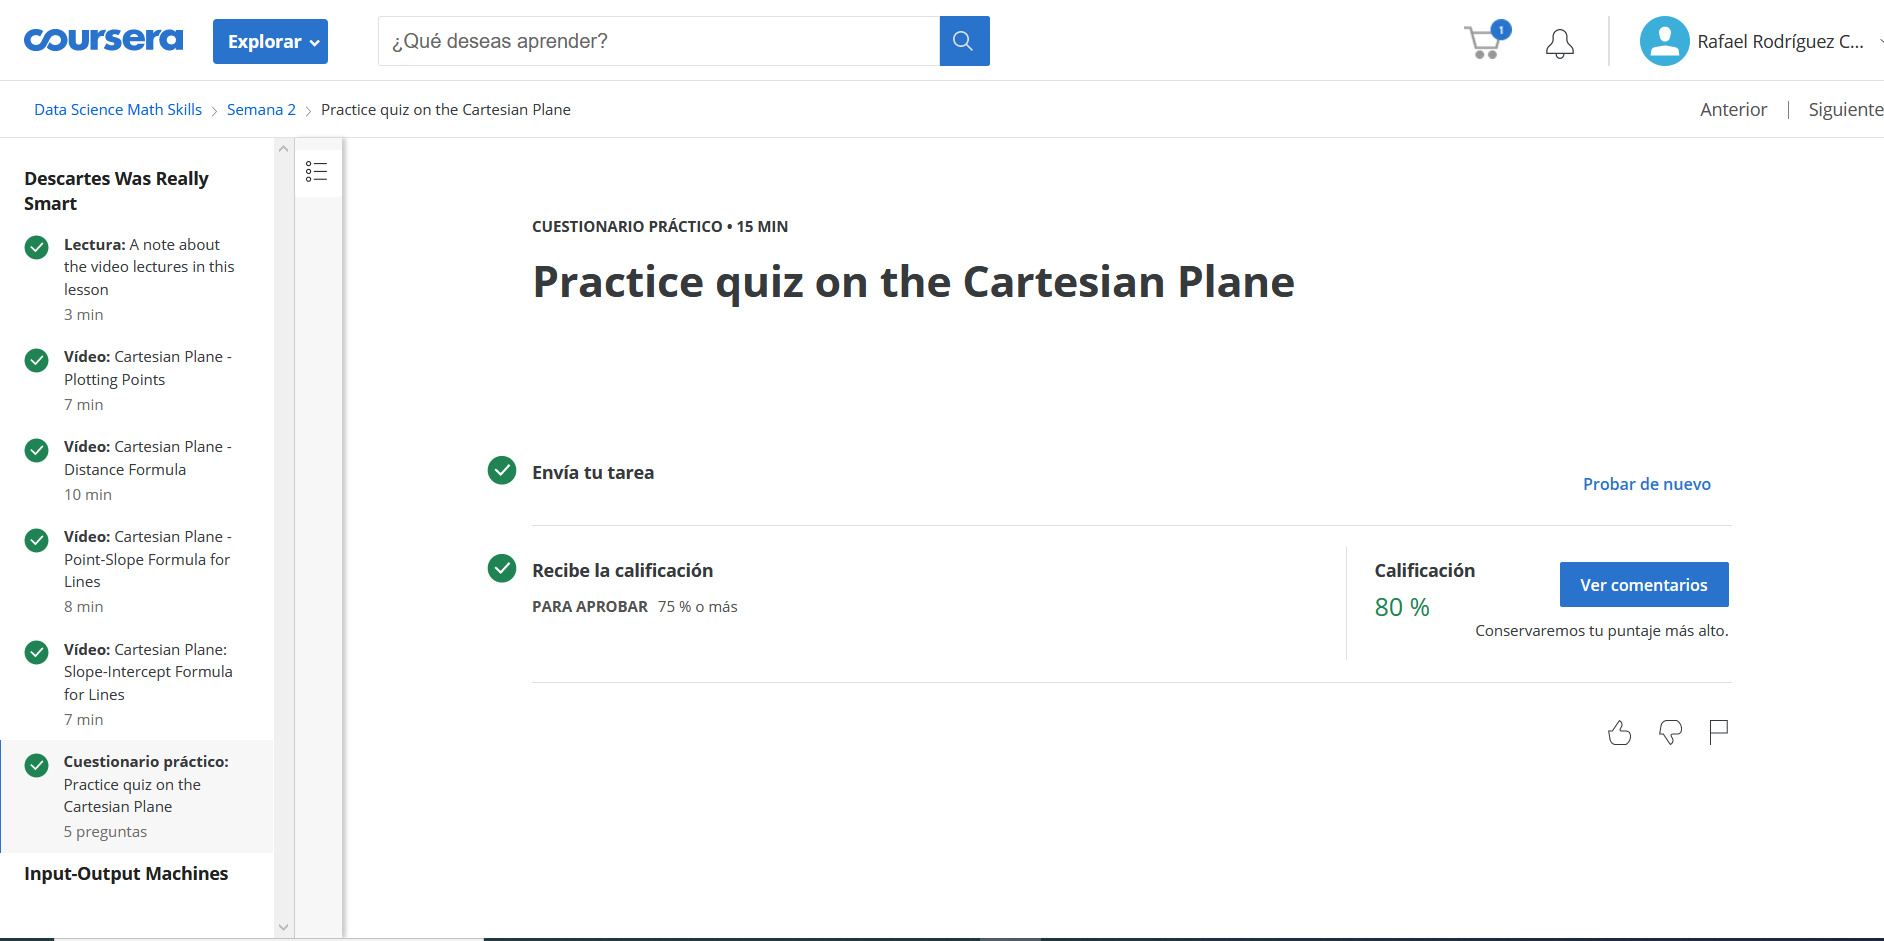 coursera
Explorar
¿Qué deseas aprender?
1
Rafael Rodríguez C...
Data Science Math Skills
Semana 2
Practice quiz on the Cartesian Plane
Anterior
Siguiente
Descartes Was Really
Smart
Lectura: A note about
the video lectures in this
lesson
3 min
Vídeo: Cartesian Plane -
Plotting Points
7 min
Vídeo: Cartesian Plane -
Distance Formula
10 min
Vídeo: Cartesian Plane -
Point-Slope Formula for
Lines
8 min
Vídeo: Cartesian Plane:
Slope-Intercept Formula
for Lines
7 min
Cuestionario práctico:
Practice quiz on the
Cartesian Plane
5 preguntas
Input-Output Machines
CUESTIONARIO PRÁCTICO • 15 MIN
Practice quiz on the Cartesian Plane
Envía tu tarea
Probar de nuevo
Recibe la calificación
PARA APROBAR 75 % o más
Calificación
80 %
Ver comentarios
Conservaremos tu puntaje más alto.